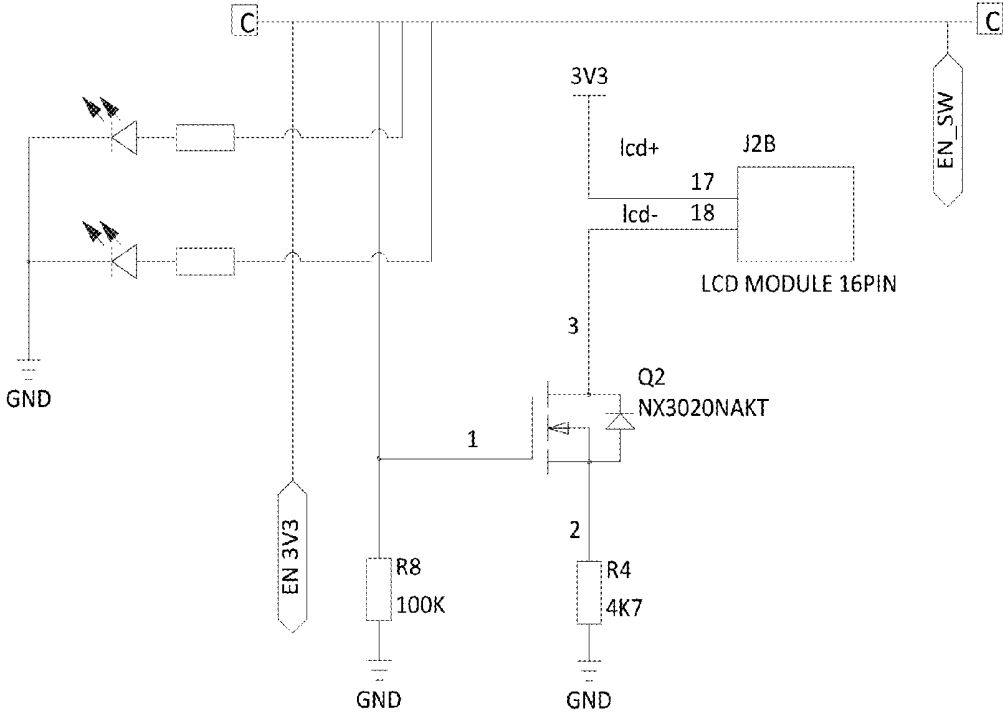 C
C
3V3
EN_SW
lcd+
J2B
17
lcd-
18
LCD MODULE 16PIN
3
GND
Q2
NX3020NAKT
1
EN 3V3
2
R8
100K
R4
4K7
GND
GND